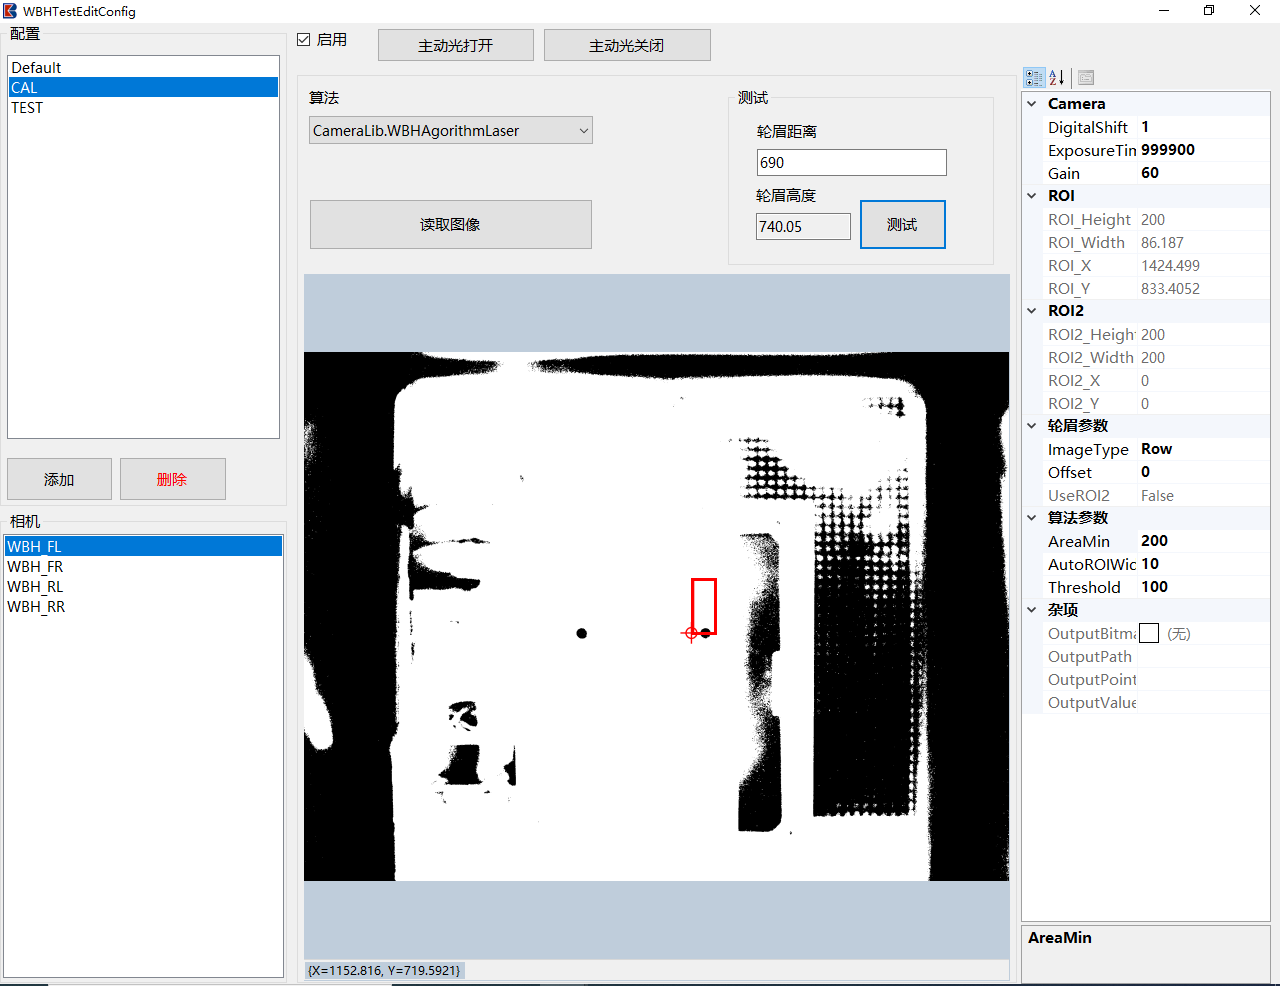 WBHTestEditConfig
配置
Default
CAL
TEST
添加
删除
相机
WBH_FL
WBH_FR
WBH_RL
WBH_RR
启用
主动光打开
主动光关闭
算法
CameraLib.WBHAgorithmLaser
读取图像
测试
轮眉距离
690
轮眉高度
740.05
测试
{X=1152.816, Y=719.5921}
Camera
DigitalShift 1
ExposureTim 999900
Gain 60
ROI
ROI_Height 200
ROI_Width 86.187
ROI_X 1424.499
ROI_Y 833.4052
ROI2
ROI2_Heigh 200
ROI2_Width 200
ROI2_X 0
ROI2_Y 0
轮眉参数
ImageType Row
Offset 0
UseROI2 False
算法参数
AreaMin 200
AutoROIWic 10
Threshold 100
杂项
OutputBitma (无)
OutputPath
OutputPoint
OutputValue
AreaMin